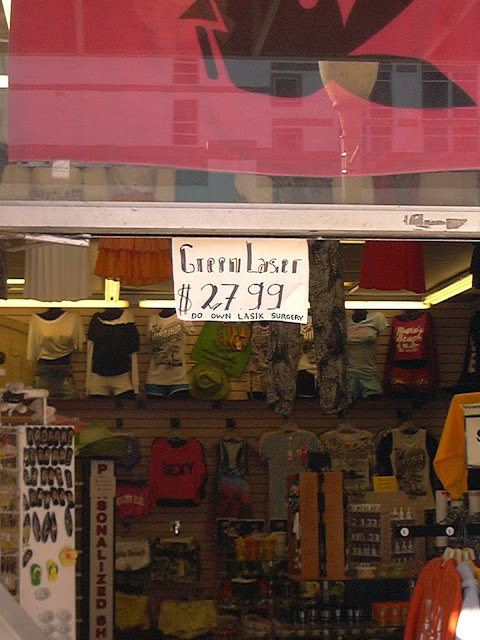 Green Laser
$27.99
DO OWN LASIK SURGERY
SEXY
P
SONALIZED SH